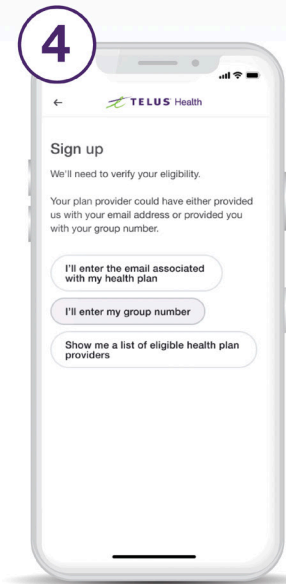 4
TELUS Health
Sign up
We'll need to verify your eligibility.
Your plan provider could have either provided
us with your email address or provided you
with your group number.
I'll enter the email associated
with my health plan
I'll enter my group number
Show me a list of eligible health plan
providers